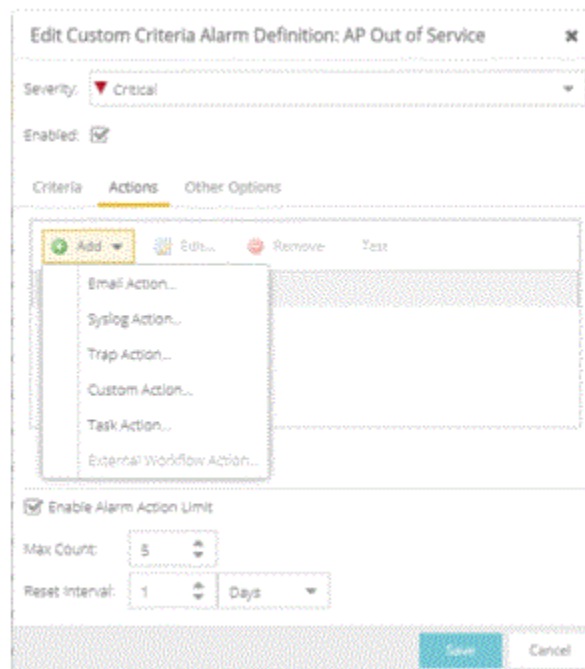 Edit Custom Criteria Alarm Definition: AP Out of Service
Severity: Critical
Enabled:
Criteria Actions Other Options
Add Edit... Remove Test
Email Action...
Syslog Action...
Trap Action...
Custom Action...
Task Action...
External Workflow Action...
Enable Alarm Action Limit
Max Count: 5
Reset Interval: 1 Days
Save Cancel